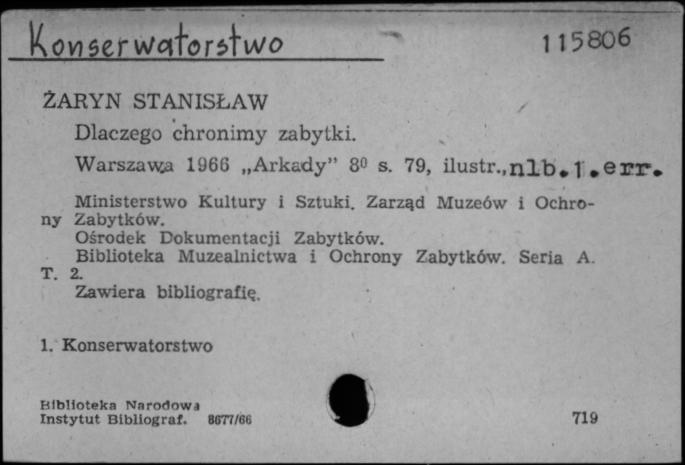 Konserwatorstwo 115806
ŻARYN STANISŁAW
Dlaczego chronimy zabytki.
Warszawa 1966 „Arkady” 8⁰ s. 79, ilustr., nlb.1.err.
Ministerstwo Kultury i Sztuki. Zarząd Muzeów i Ochro-
ny Zabytków.
Ośrodek Dokumentacji Zabytków.
Biblioteka Muzealnictwa i Ochrony Zabytków. Seria A.
T. 2.
Zawiera bibliografię.
1. Konserwatorstwo
Biblioteka Narodowa
Instytut Bibliograf. 8677/66 719